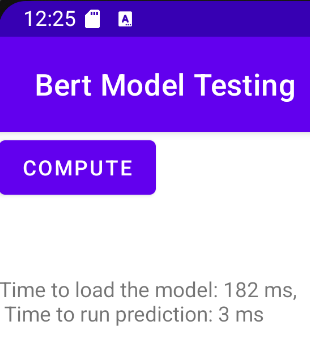 12:25
Bert Model Testing
COMPUTE
Time to load the model: 182 ms,
Time to run prediction: 3 ms